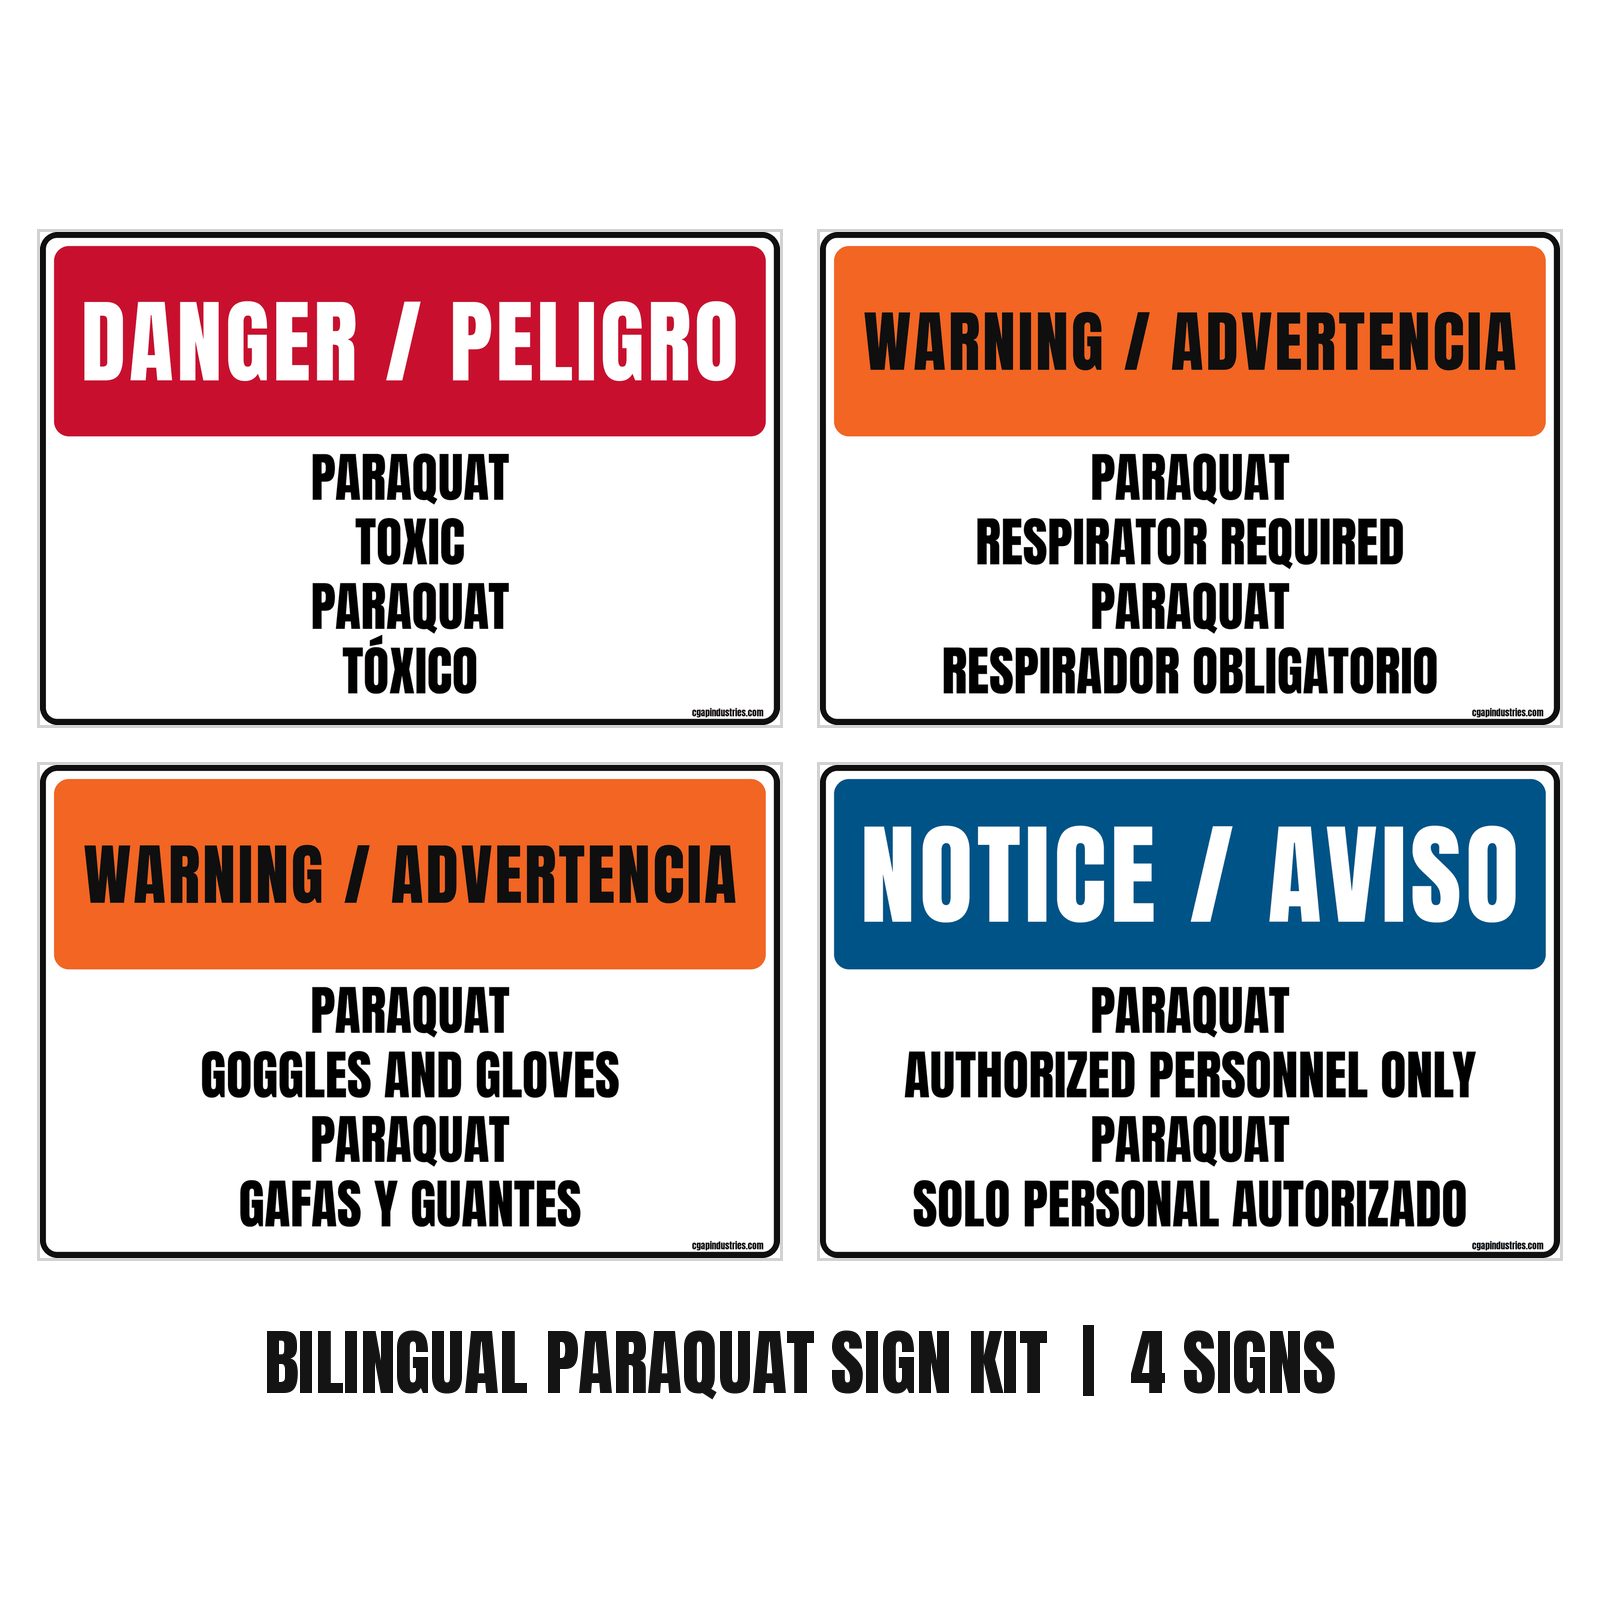 DANGER / PELIGRO
PARAQUAT
TOXIC
PARAQUAT
TÓXICO
cgapindustries.com
WARNING / ADVERTENCIA
PARAQUAT
RESPIRATOR REQUIRED
PARAQUAT
RESPIRADOR OBLIGATORIO
cgapindustries.com
WARNING / ADVERTENCIA
PARAQUAT
GOGGLES AND GLOVES
PARAQUAT
GAFAS Y GUANTES
cgapindustries.com
NOTICE / AVISO
PARAQUAT
AUTHORIZED PERSONNEL ONLY
PARAQUAT
SOLO PERSONAL AUTORIZADO
cgapindustries.com
BILINGUAL PARAQUAT SIGN KIT | 4 SIGNS